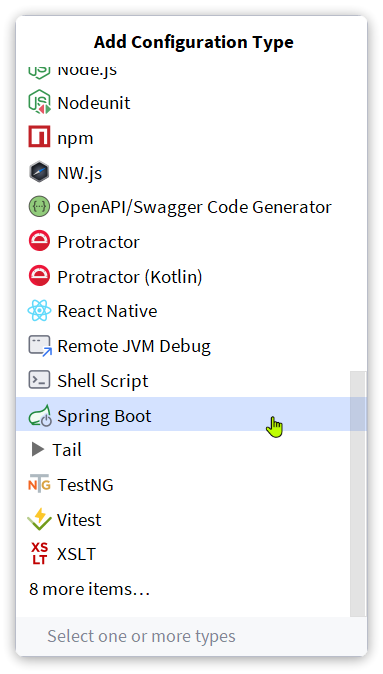 Add Configuration Type
Node.js
Nodeunit
npm
NW.js
OpenAPI/Swagger Code Generator
Protractor
Protractor (Kotlin)
React Native
Remote JVM Debug
Shell Script
Spring Boot
Tail
TestNG
Vitest
XSLT
8 more items…
Select one or more types